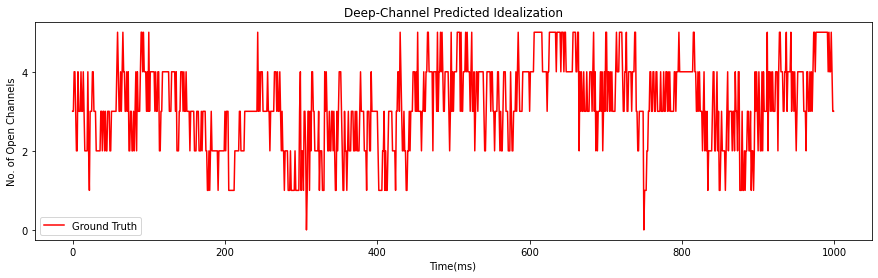 Deep-Channel Predicted Idealization
No. of Open Channels
4
2
0
Ground Truth
0 200 400 600 800 1000
Time(ms)